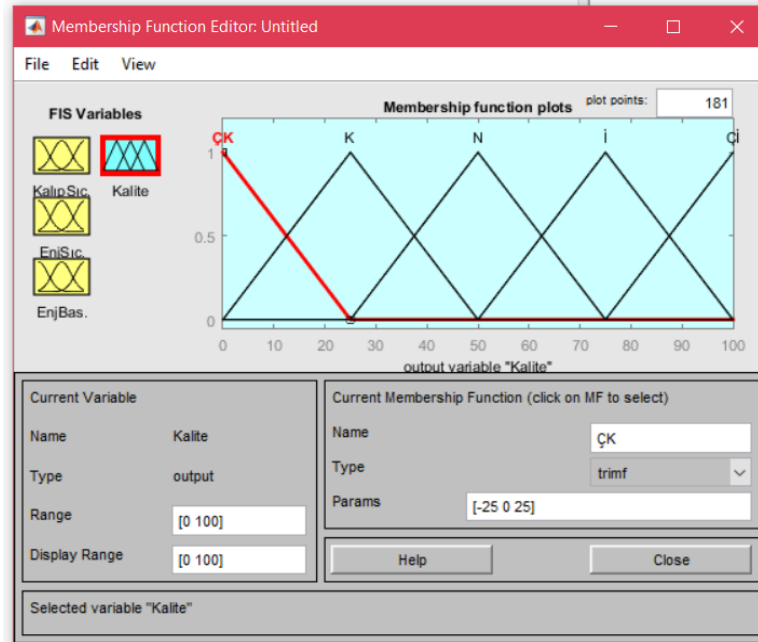 Membership Function Editor: Untitled
File Edit View
FIS Variables
KalıpSıc.
Kalite
EnjSıc.
EnjBas.
Membership function plots
plot points:
181
ÇK K N İ Çİ
1
0.5
0
0 10 20 30 40 50 60 70 80 90 100
output variable "Kalite"
Current Variable
Name Kalite
Type output
Range [0 100]
Display Range [0 100]
Current Membership Function (click on MF to select)
Name ÇK
Type trimf
Params [-25 0 25]
Help Close
Selected variable "Kalite"